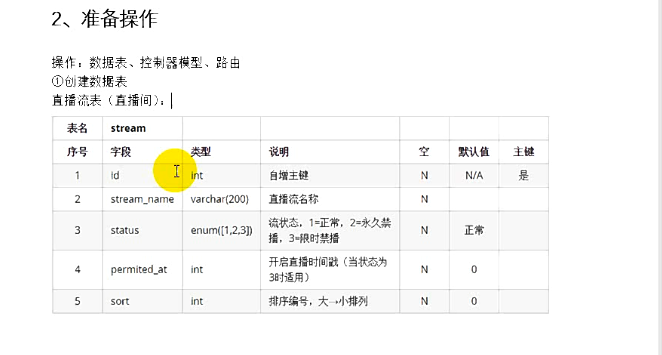 2、准备操作
操作：数据表、控制器模型、路由
①创建数据表
直播流表（直播间）：
表名 stream
序号 字段 类型 说明 空 默认值 主键
1 id int 自增主键 N N/A 是
2 stream_name varchar(200) 直播流名称 N
3 status enum([1,2,3]) 流状态，1=正常，2=永久禁播，3=限时禁播 N 正常
4 permited_at int 开启直播时间戳（当状态为3时适用） N 0
5 sort int 排序编号，大→小排列 N 0